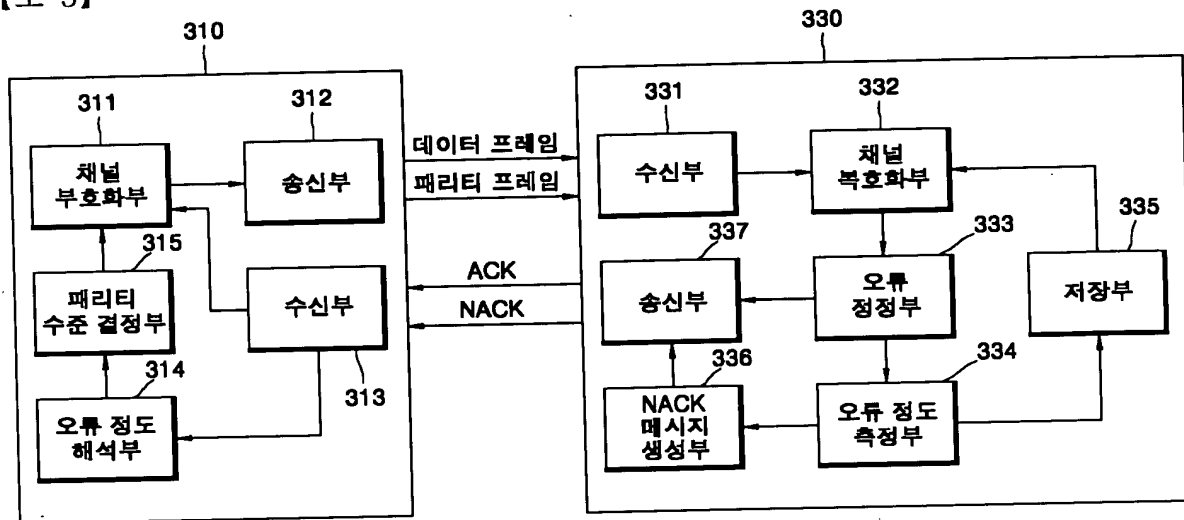 310
330
311
312
채널
부호화부
송신부
315
패리티
수준 결정부
수신부
314
313
오류 정도
해석부
데이터 프레임
패리티 프레임
ACK
NACK
331
332
수신부
채널
복호화부
337
333
335
송신부
오류
정정부
저장부
336
334
NACK
메시지
생성부
오류 정도
측정부